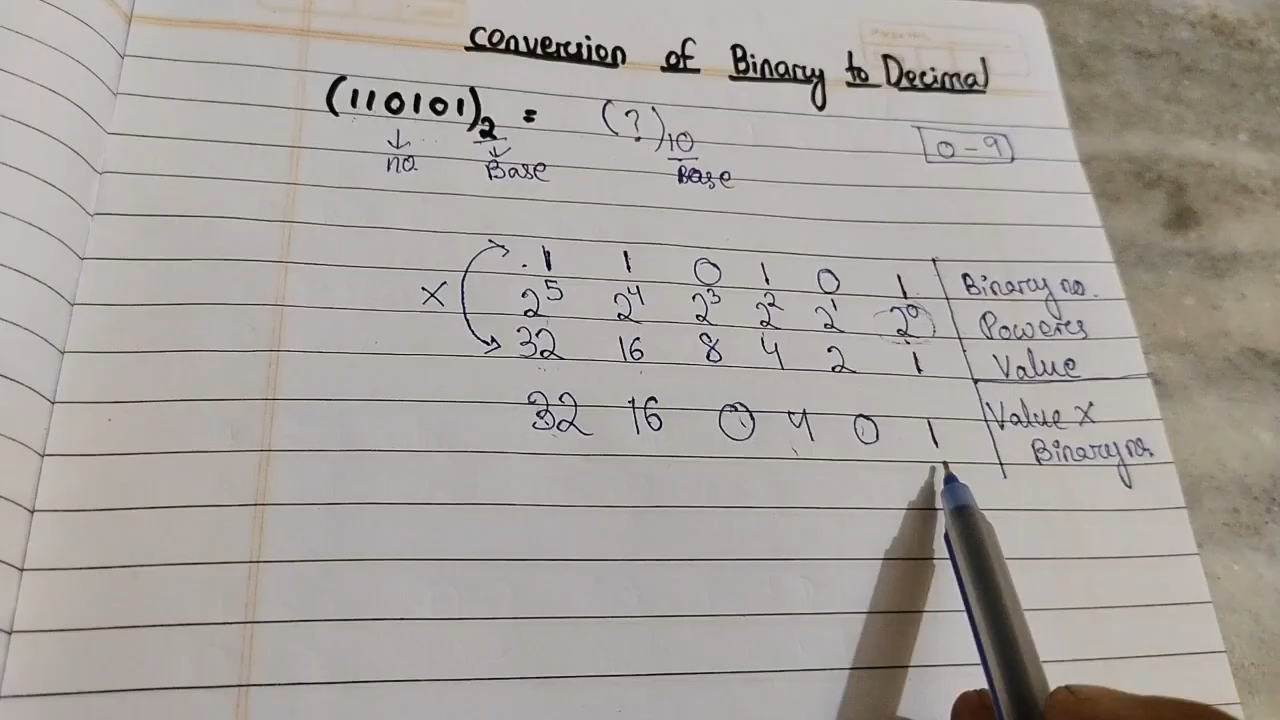 Conversion of Binary to Decimal
(110101)2 = (?)10
no. Base Base
0-9
1 1 0 1 0 1 Binary no.
X 2^5 2^4 2^3 2^2 2^1 2^0 Powers
32 16 8 4 2 1 Value
32 16 0 4 0 1 Value x
Binary no.